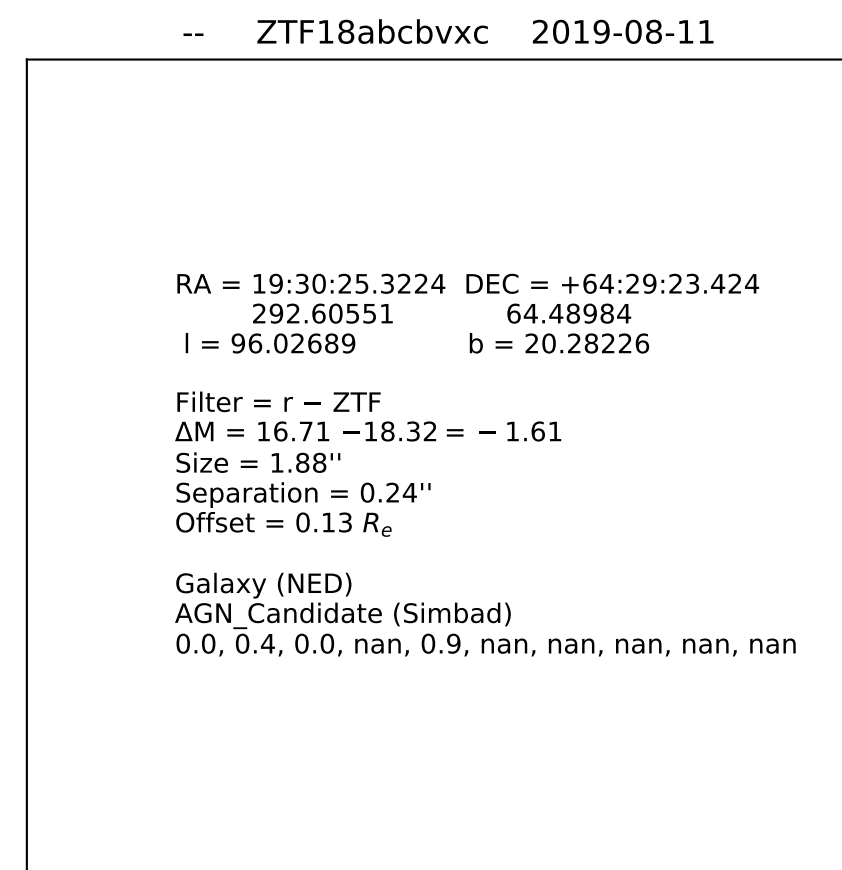 -- ZTF18abcbvxc 2019-08-11
RA = 19:30:25.3224 DEC = +64:29:23.424
292.60551 64.48984
l = 96.02689 b = 20.28226
Filter = r − ZTF
ΔM = 16.71 −18.32 = − 1.61
Size = 1.88''
Separation = 0.24''
Offset = 0.13 Rₑ
Galaxy (NED)
AGN_Candidate (Simbad)
0.0, 0.4, 0.0, nan, 0.9, nan, nan, nan, nan, nan